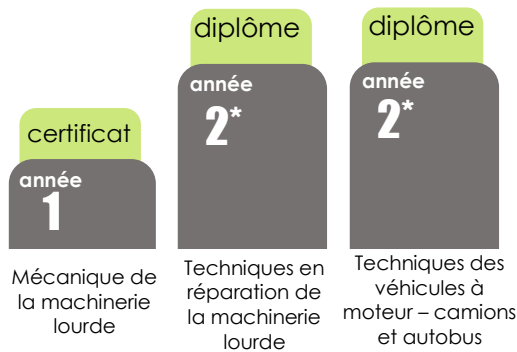 certificat
année
1
Mécanique de
la machinerie
lourde
diplôme
année
2*
Techniques en
réparation de
la machinerie
lourde
diplôme
année
2*
Techniques des
véhicules à
moteur – camions
et autobus